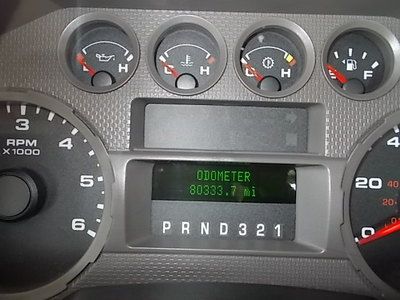 H
H
H
F
3 4
RPM
X1000
5
6
ODOMETER
80333.7 mi
P R N D 3 2 1
20
0